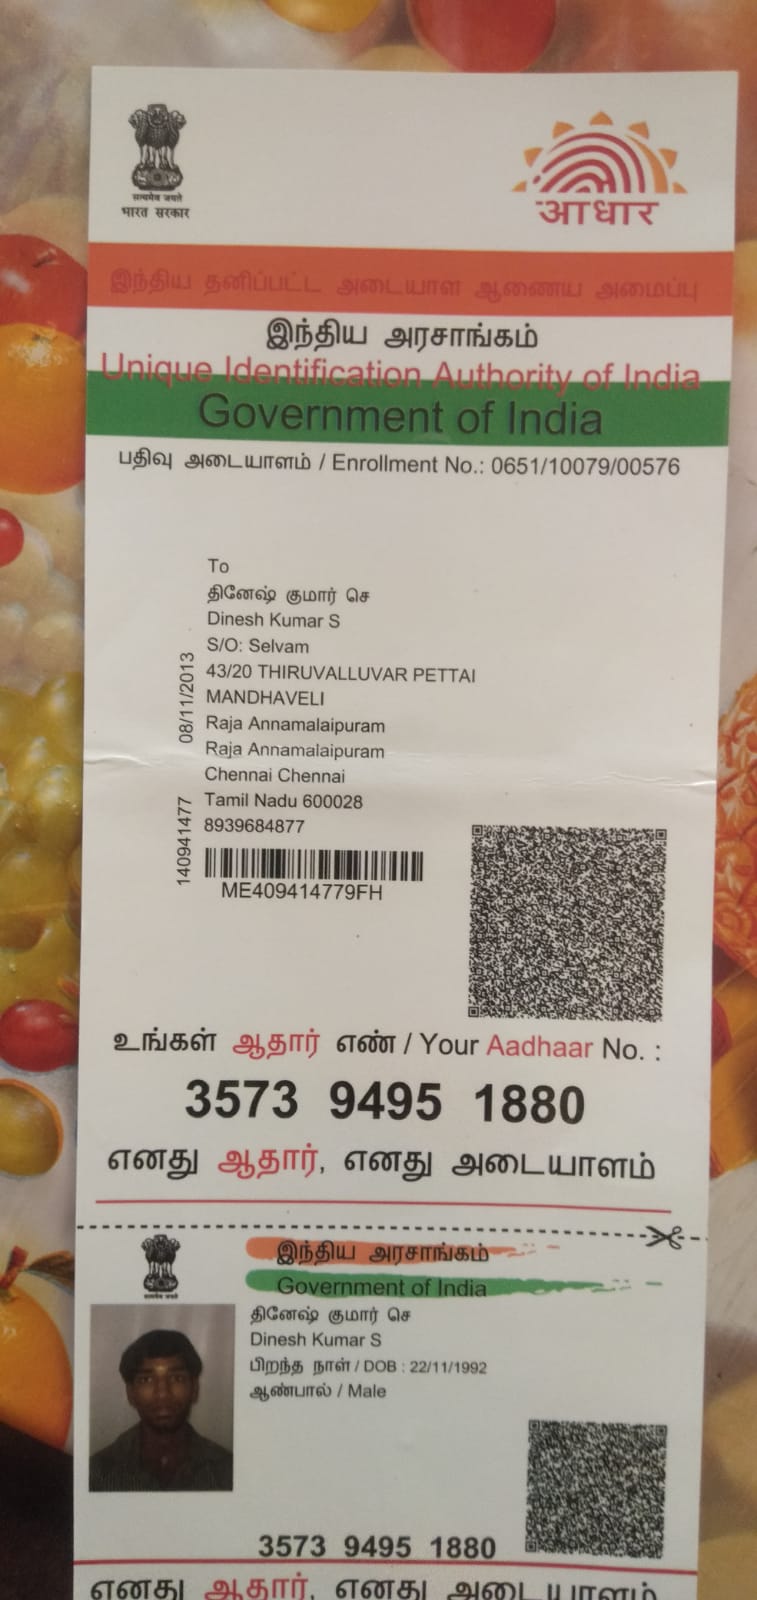 सत्यमेव जयते
भारत सरकार
आधार
இந்திய தனிப்பட்ட அடையாள ஆணைய அமைப்பு
இந்திய அரசாங்கம்
Unique Identification Authority of India
Government of India
பதிவு அடையாளம் / Enrollment No.: 0651/10079/00576
To
தினேஷ் குமார் செ
Dinesh Kumar S
S/O: Selvam
43/20 THIRUVALLUVAR PETTAI
MANDHAVELI
Raja Annamalaipuram
Raja Annamalaipuram
Chennai Chennai
Tamil Nadu 600028
8939684877
08/11/2013
140941477
ME409414779FH
உங்கள் ஆதார் எண் / Your Aadhaar No. :
3573 9495 1880
எனது ஆதார், எனது அடையாளம்
இந்திய அரசாங்கம்
Government of India
தினேஷ் குமார் செ
Dinesh Kumar S
பிறந்த நாள் / DOB : 22/11/1992
ஆண்பால் / Male
3573 9495 1880
எனது ஆதார், எனது அடையாளம்